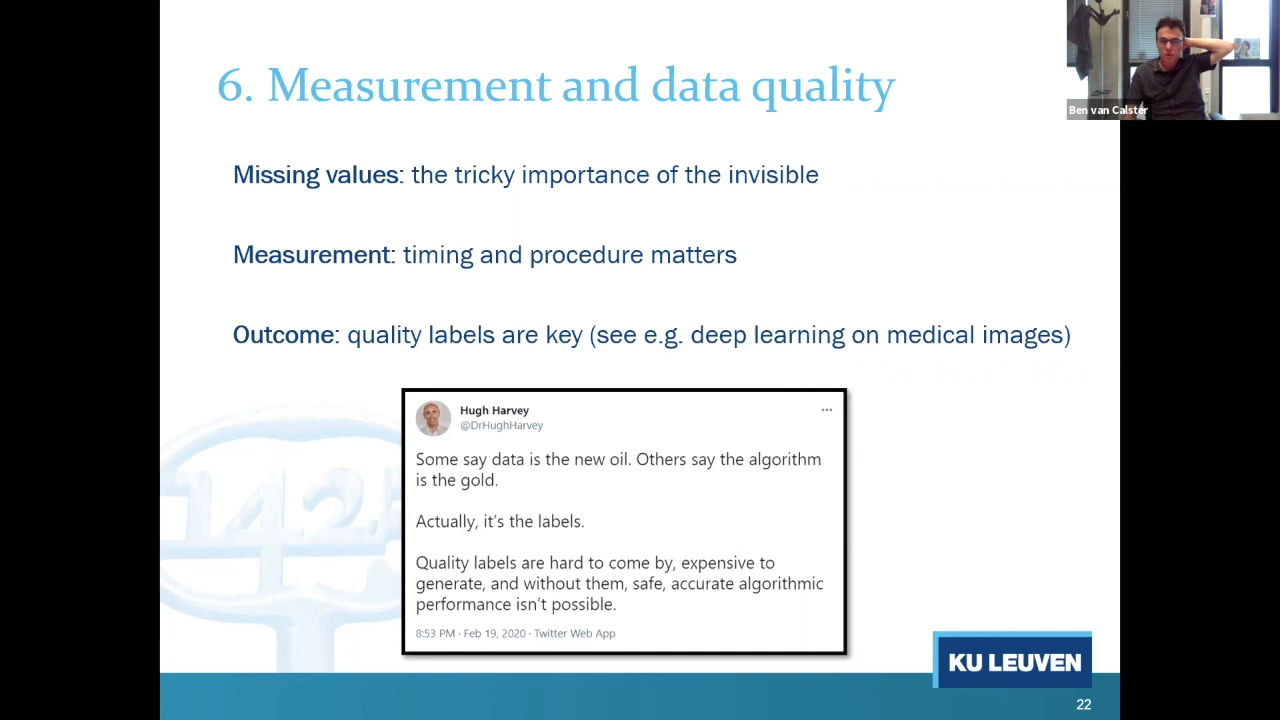 6. Measurement and data quality
Ben van Calster
Missing values: the tricky importance of the invisible
Measurement: timing and procedure matters
Outcome: quality labels are key (see e.g. deep learning on medical images)
Hugh Harvey
@DrHughHarvey
Some say data is the new oil. Others say the algorithm
is the gold.
Actually, it's the labels.
Quality labels are hard to come by, expensive to
generate, and without them, safe, accurate algorithmic
performance isn't possible.
8:53 PM · Feb 19, 2020 · Twitter Web App
1425
KU LEUVEN
22